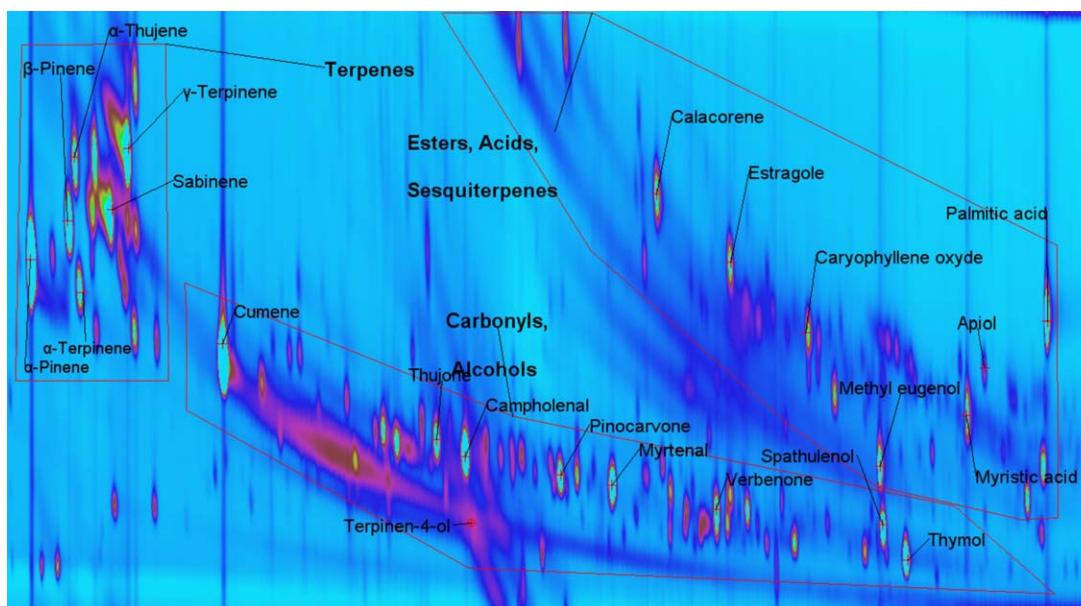 α-Thujene
β-Pinene
Terpenes
γ-Terpinene
Calacorene
Esters, Acids,
Estragole
Sabinene
Sesquiterpenes
Palmitic acid
Caryophyllene oxyde
Cumene
Carbonyls,
Apiol
α-Terpinene
α-Pinene
Alcohols
Thujone
Methyl eugenol
Campholenal
Pinocarvone
Myrtenal
Spathulenol
Verbenone
Myristic acid
Terpinen-4-ol
Thymol